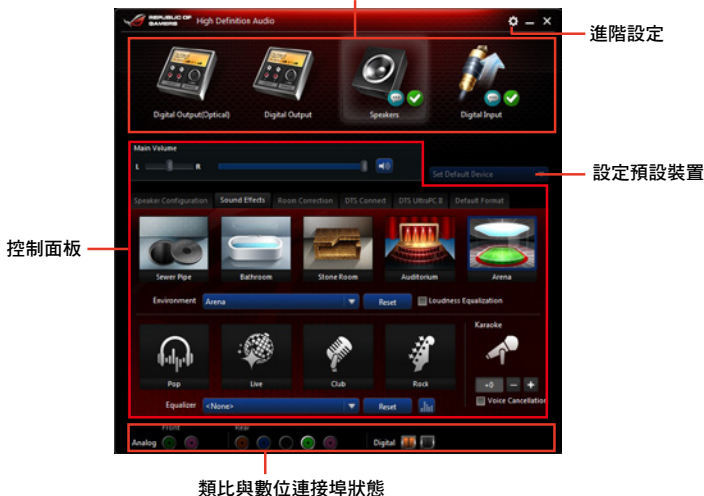 REPUBLIC OF GAMERS High Definition Audio
進階設定
Digital Output(Optical) Digital Output Speakers Digital Input
Main Volume
L R
Set Default Device
設定預設裝置
Speaker Configuration Sound Effects Room Correction DTS Connect DTS UltraPC II Default Format
控制面板
Sewer Pipe Bathroom Stone Room Auditorium Arena
Environment Arena Reset Loudness Equalization
Karaoke
Pop Live Club Rock
+0 − +
Equalizer <None> Reset Voice Cancellation
Front Rear
Analog Digital
類比與數位連接埠狀態